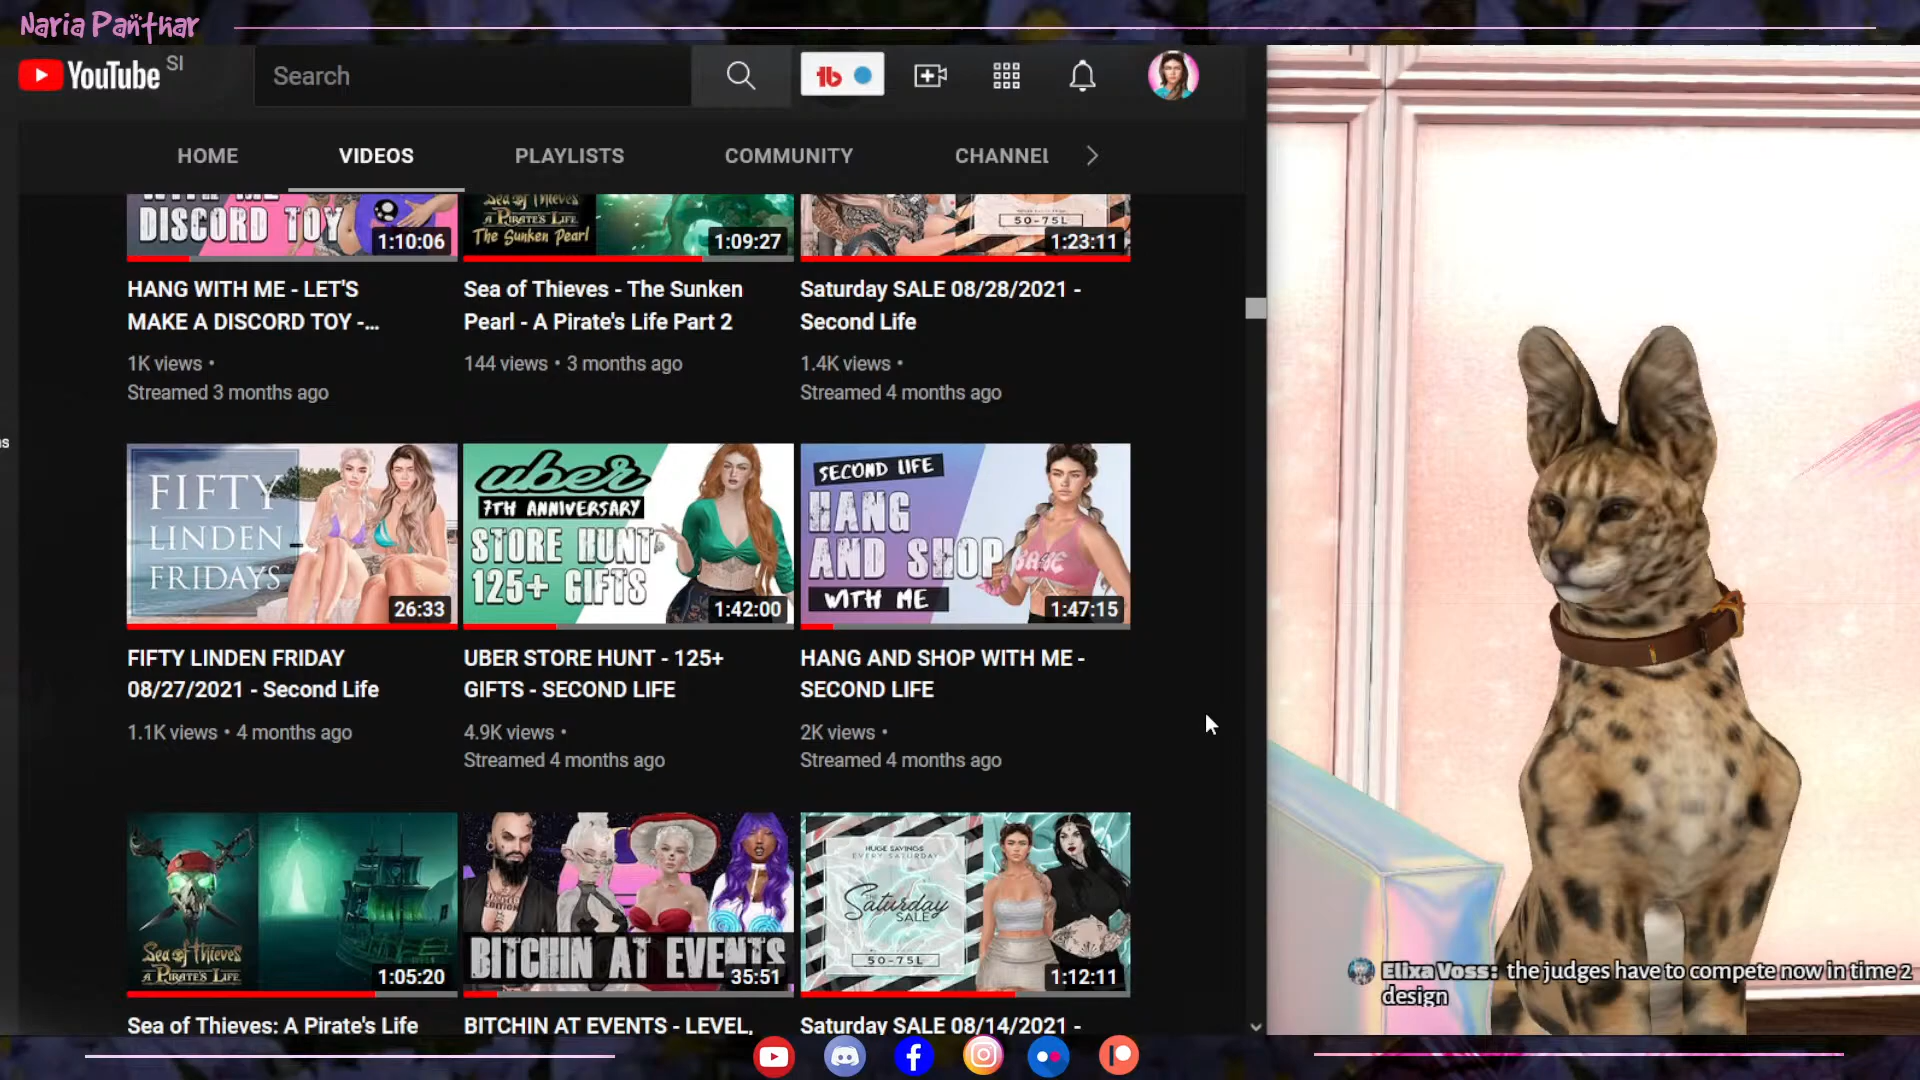 Naria Panthar
YouTube SI
Search
HOME
VIDEOS
PLAYLISTS
COMMUNITY
CHANNEL
DISCORD TOY
1:10:06
Sea of Thieves
A Pirate's Life
The Sunken Pearl
1:09:27
50-75L
1:23:11
HANG WITH ME - LET'S
MAKE A DISCORD TOY -...
1K views •
Streamed 3 months ago
Sea of Thieves - The Sunken
Pearl - A Pirate's Life Part 2
144 views • 3 months ago
Saturday SALE 08/28/2021 -
Second Life
1.4K views •
Streamed 4 months ago
FIFTY
LINDEN
FRIDAYS
26:33
uber
7TH ANNIVERSARY
STORE HUNT
125+ GIFTS
1:42:00
SECOND LIFE
HANG
AND SHOP
WITH ME
BABE
1:47:15
FIFTY LINDEN FRIDAY
08/27/2021 - Second Life
1.1K views • 4 months ago
UBER STORE HUNT - 125+
GIFTS - SECOND LIFE
4.9K views •
Streamed 4 months ago
HANG AND SHOP WITH ME -
SECOND LIFE
2K views •
Streamed 4 months ago
Sea of Thieves
A Pirate's Life
1:05:20
BITCHIN AT EVENTS
35:51
HUGE SAVINGS
EVERY SATURDAY
Saturday
SALE
50-75L
1:12:11
Sea of Thieves: A Pirate's Life
BITCHIN AT EVENTS - LEVEL,
Saturday SALE 08/14/2021 -
Elixa Voss: the judges have to compete now in time 2
design